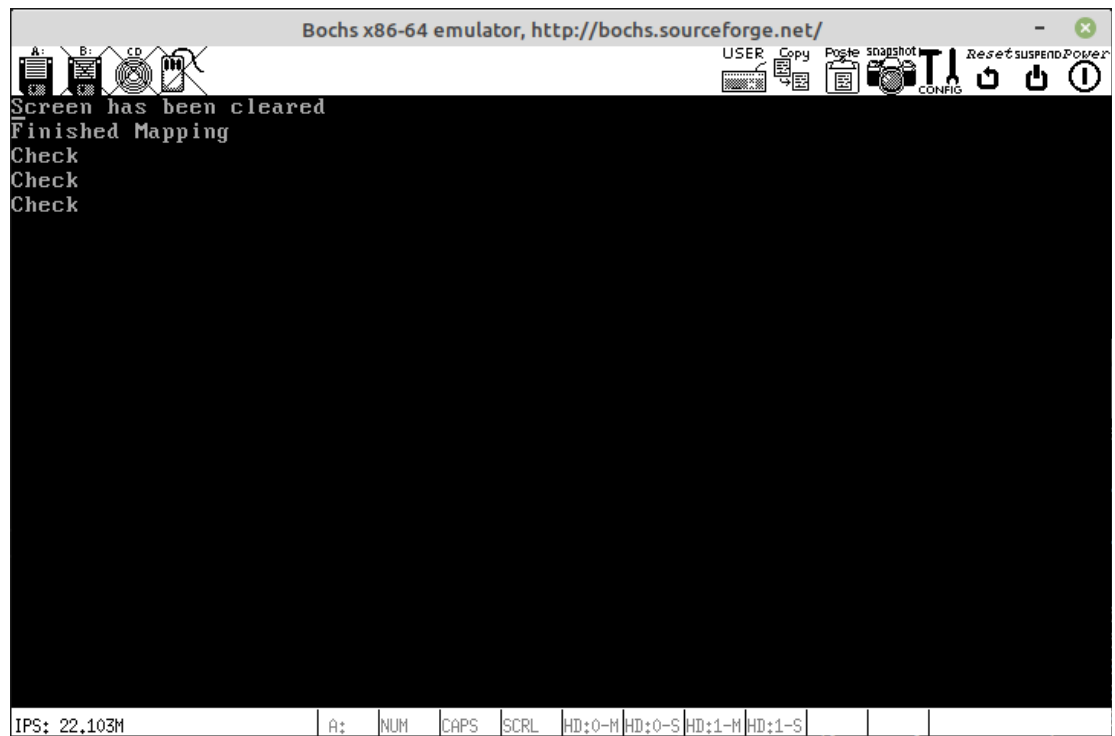 Bochs x86-64 emulator, http://bochs.sourceforge.net/
A: B: CD USER Copy Paste snapshot CONFIG Reset SUSPEND Power
Screen has been cleared
Finished Mapping
Check
Check
Check
IPS: 22.103M A: NUM CAPS SCRL HD:0-M HD:0-S HD:1-M HD:1-S